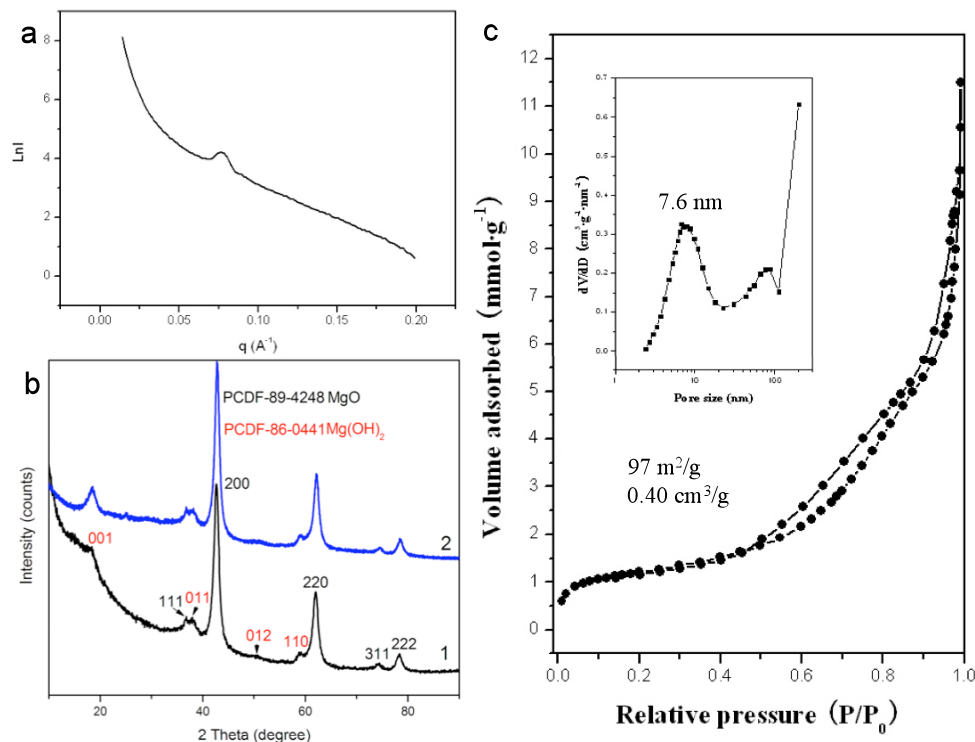 a
8
6
4
2
0
LnI
0.00 0.05 0.10 0.15 0.20
q (A⁻¹)
b
PCDF-89-4248 MgO
PCDF-86-0441Mg(OH)₂
200
2
001
111
011
012
110
220
311
222
1
Intensity (counts)
20 40 60 80
2 Theta (degree)
c
12
11
10
9
8
7
6
5
4
3
2
1
0
Volume adsorbed (mmol·g⁻¹)
0.7
0.6
0.5
0.4
0.3
0.2
0.1
0.0
dV/dD (cm³·g⁻¹·nm⁻¹)
7.6 nm
1 10 100
Pore size (nm)
97 m²/g
0.40 cm³/g
0.0 0.2 0.4 0.6 0.8 1.0
Relative pressure (P/P₀)